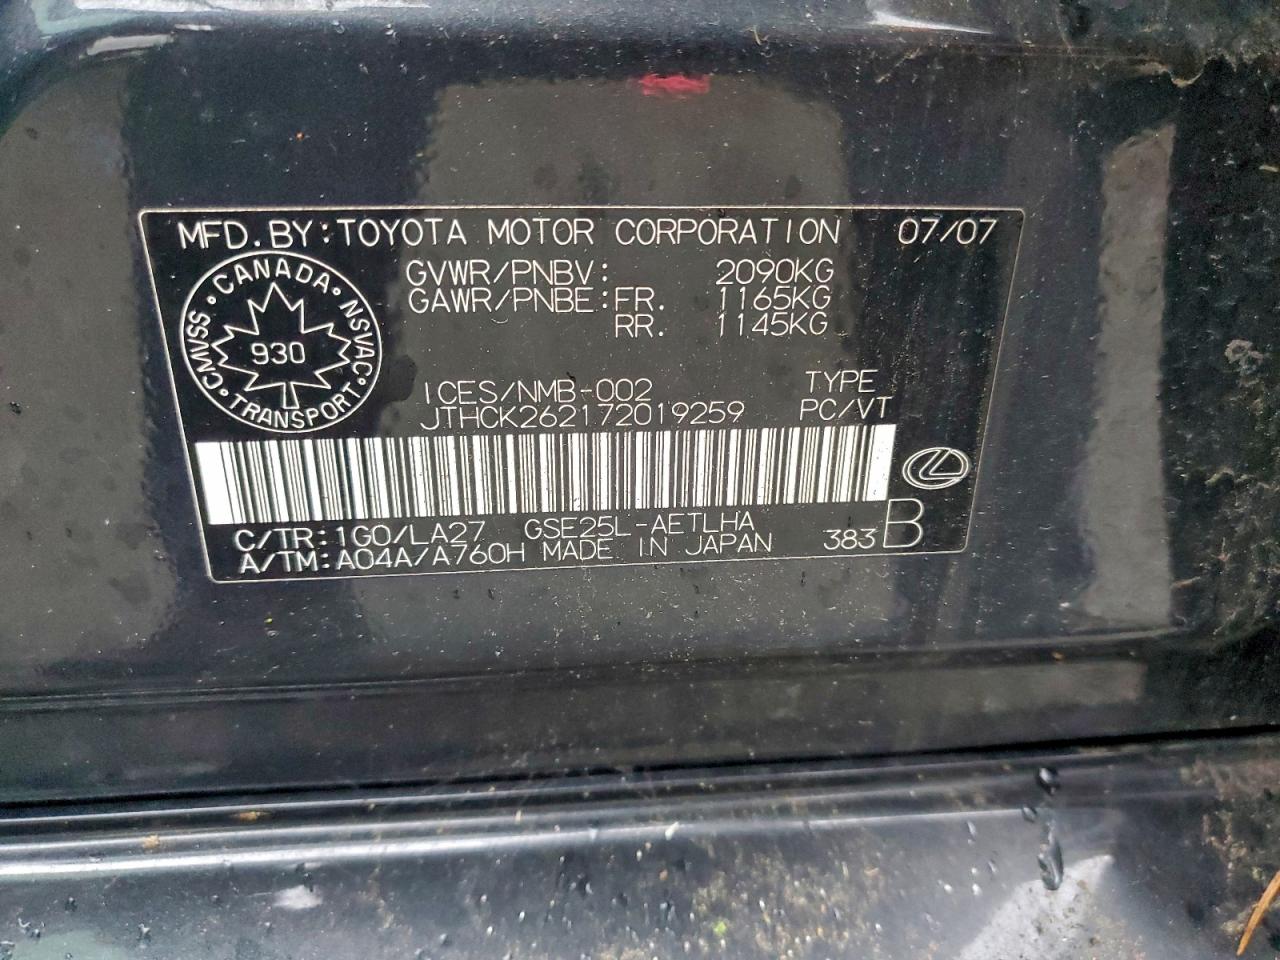 MFD. BY: TOYOTA MOTOR CORPORATION 07/07
GVWR/PNBV: 2090KG
GAWR/PNBE: FR. 1165KG
RR. 1145KG
CANADA · NSVAC · TRANSPORT · CMVSS ·
930
ICES/NMB-002 TYPE
JTHCK262172019259 PC/VT
C/TR: 1G0/LA27 GSE25L-AETLHA 383 B
A/TM: A04A/A760H MADE IN JAPAN